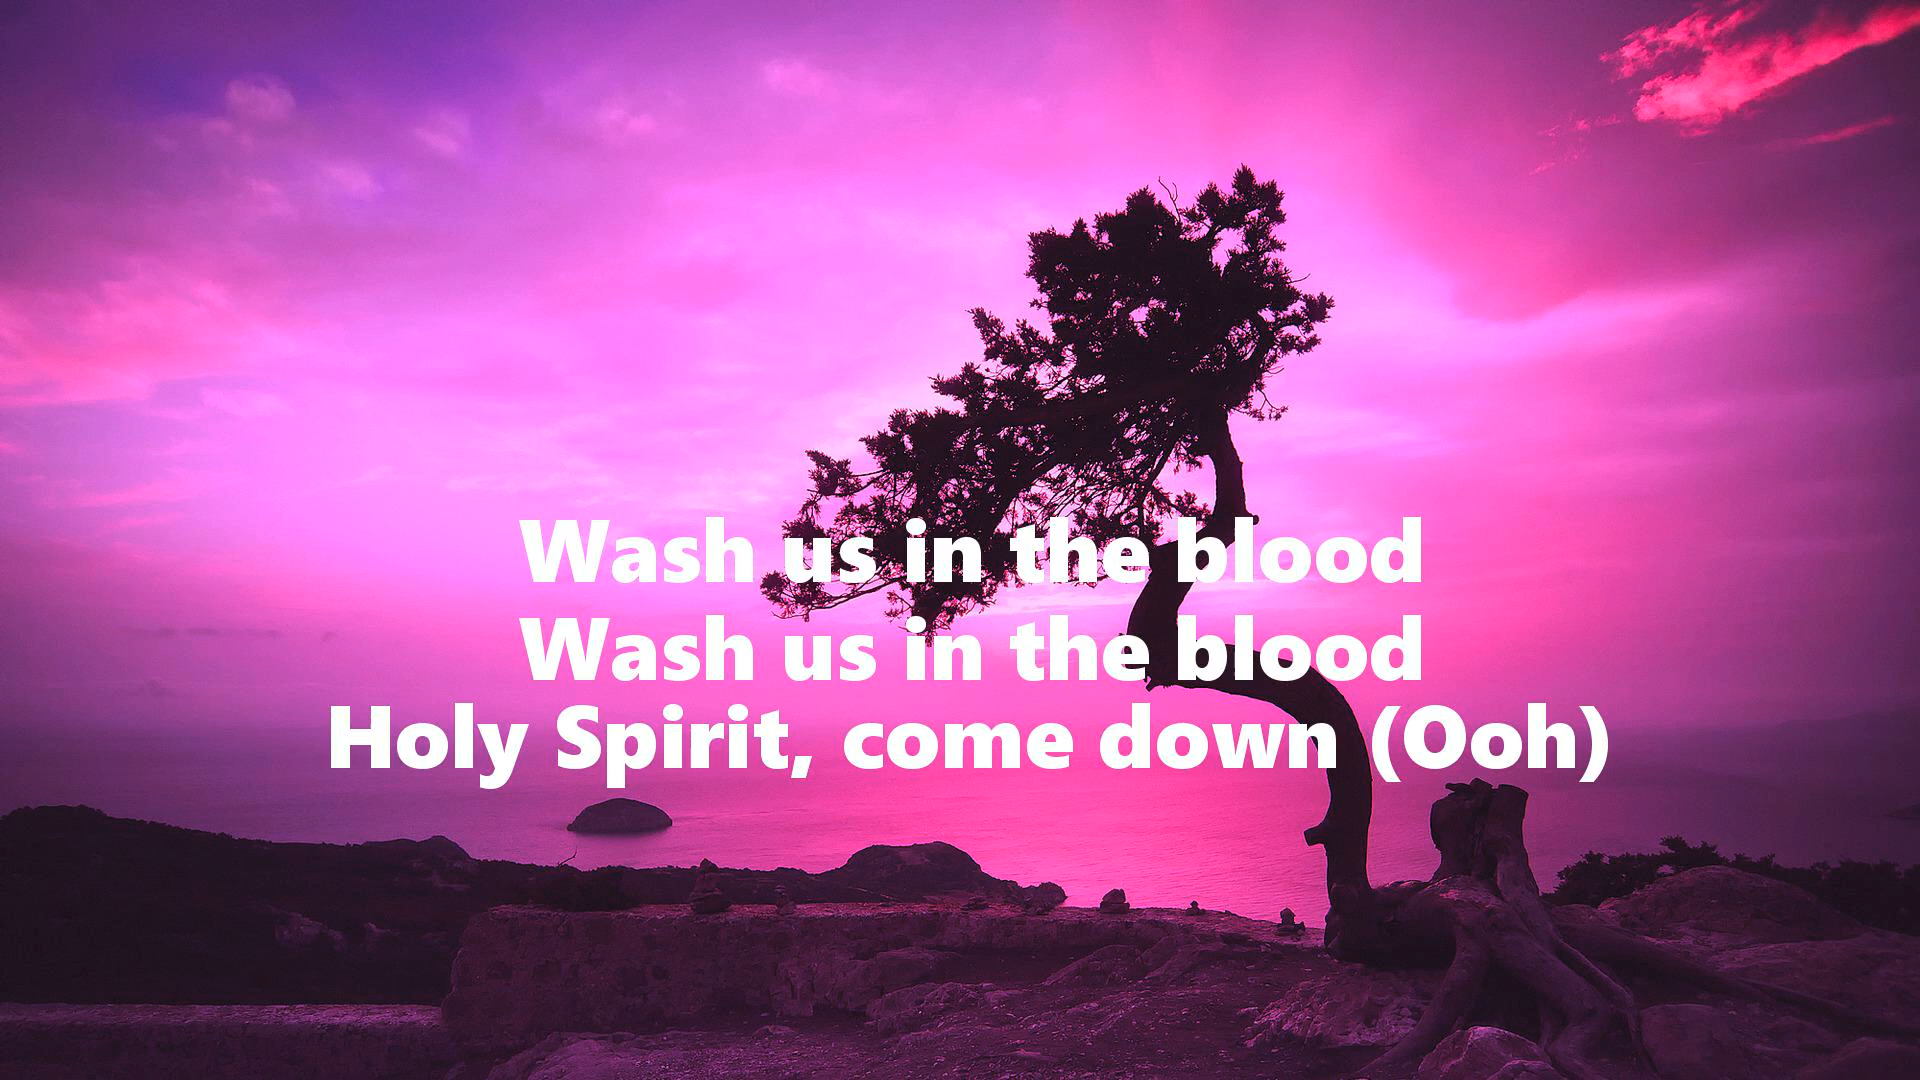 Wash us in the blood
Wash us in the blood
Holy Spirit, come down (Ooh)